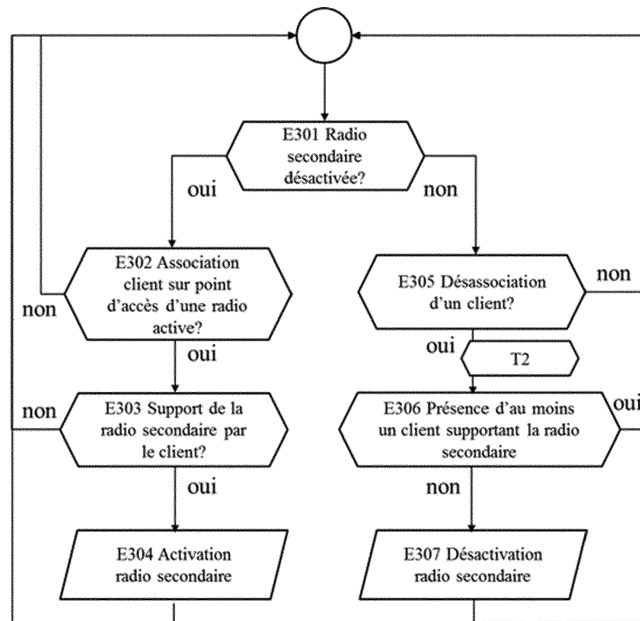 E301 Radio
secondaire
désactivée?
oui
non
E302 Association
client sur point
d'accès d'une radio
active?
non
oui
E305 Désassociation
d'un client?
non
oui
T2
E303 Support de la
radio secondaire par
le client?
non
oui
E306 Présence d'au moins
un client supportant la radio
secondaire
oui
non
E304 Activation
radio secondaire
E307 Désactivation
radio secondaire